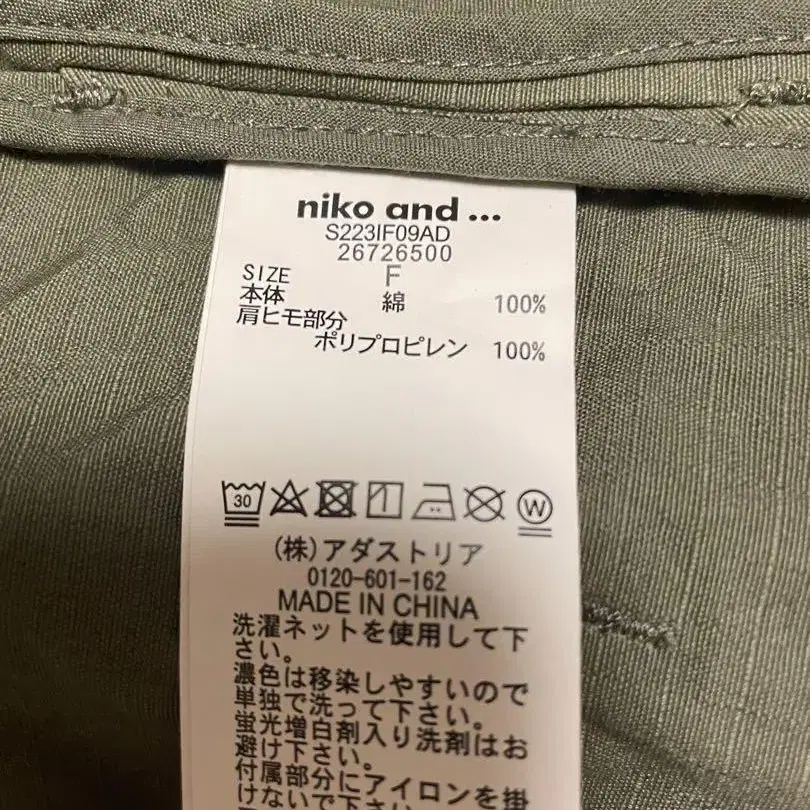 niko and ...
S223IF09AD
26726500
SIZE F
本体 綿 100%
肩ヒモ部分
ポリプロピレン 100%
30
W
(株)アダストリア
0120-601-162
MADE IN CHINA
洗濯ネットを使用して下
さい。
濃色は移染しやすいので
単独で洗って下さい。
蛍光増白剤入り洗剤はお
避け下さい。
付属部分にアイロンを掛
けないで下さい。